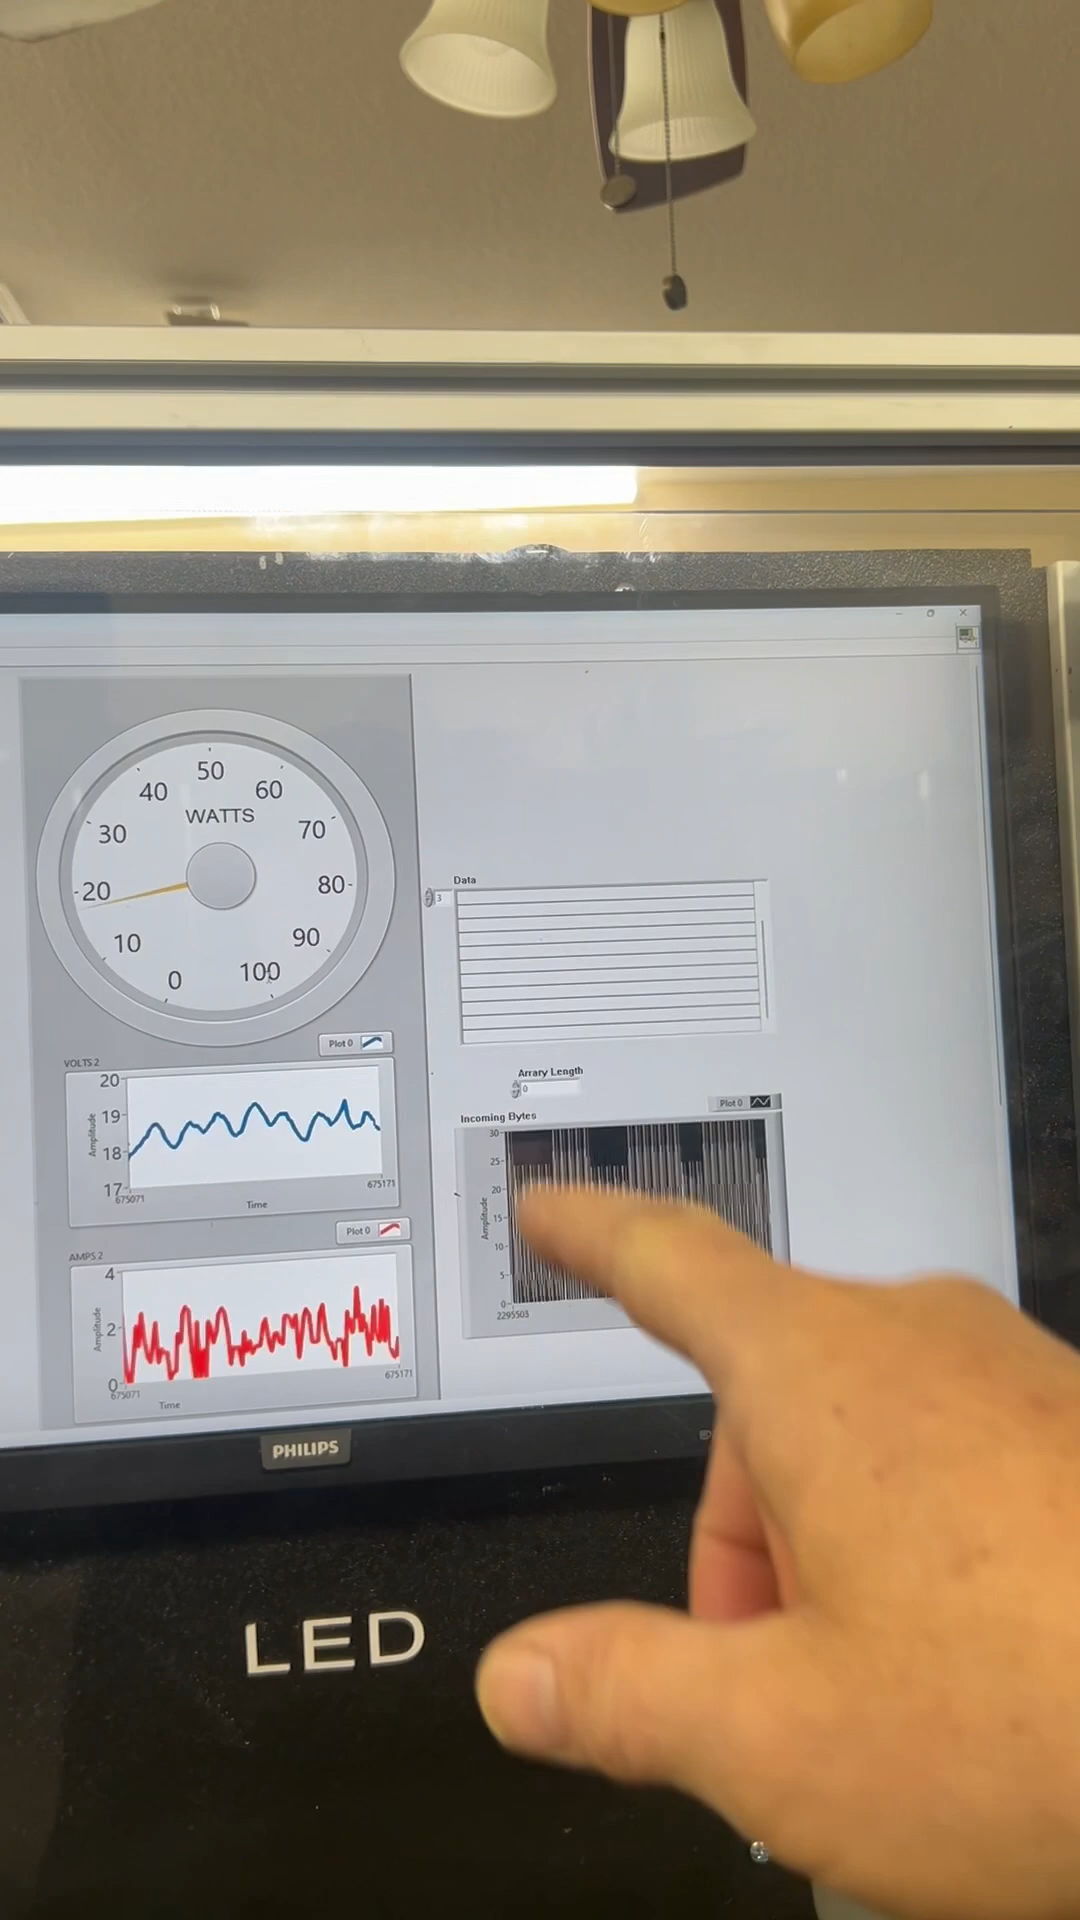 50
40
60
WATTS
30
70
20
80
10
90
0
100
Plot 0
VOLTS 2
20
19
18
17
Amplitude
675071
675171
Time
Plot 0
AMPS 2
4
2
0
Amplitude
675071
675171
Time
Data
3
Arrary Length
0
Incoming Bytes
Plot 0
30
25
20
15
10
5
0
Amplitude
2295503
PHILIPS
LED